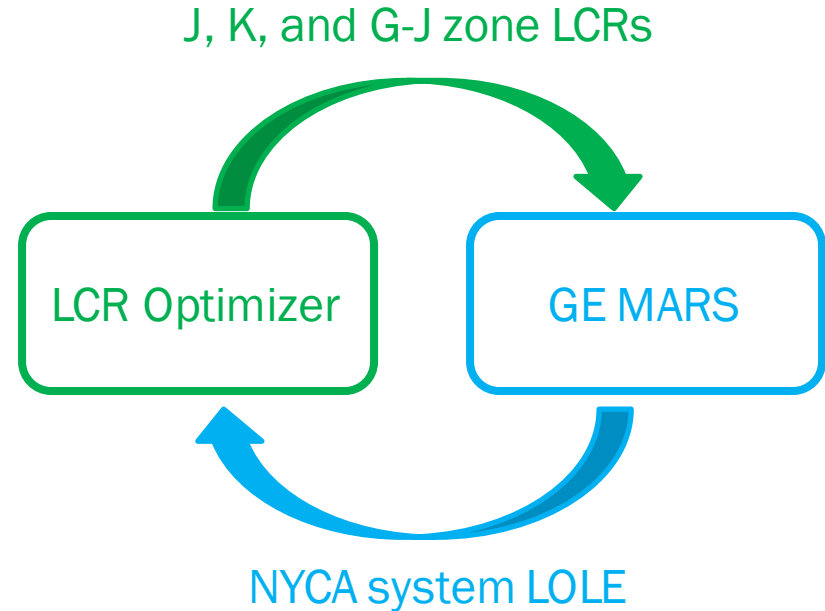 J, K, and G-J zone LCRs
LCR Optimizer
GE MARS
NYCA system LOLE